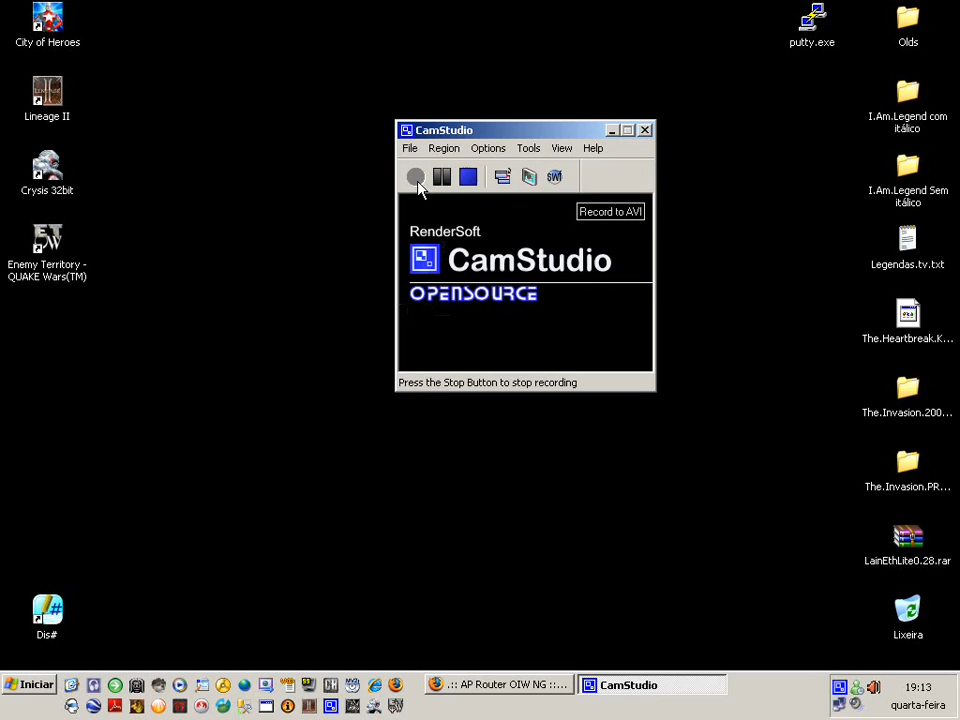 City of Heroes
Lineage II
Crysis 32bit
Enemy Territory -
QUAKE Wars(TM)
Dis#
CamStudio
File Region Options Tools View Help
Record to AVI
RenderSoft
CamStudio
OPENSOURCE
Press the Stop Button to stop recording
putty.exe
Olds
I.Am.Legend com
itálico
I.Am.Legend Sem
itálico
Legendas.tv.txt
The.Heartbreak.K...
The.Invasion.200...
The.Invasion.PR...
LainEthLite0.28.rar
Lixeira
Iniciar
.:: AP Router OIW NG ::...
CamStudio
19:13
quarta-feira